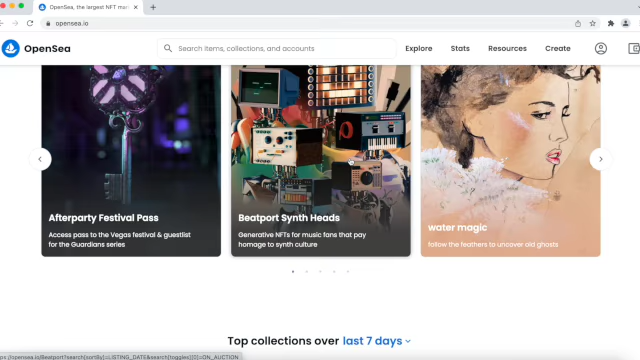 OpenSea, the largest NFT mar
opensea.io
OpenSea
Search items, collections, and accounts
Explore
Stats
Resources
Create
Afterparty Festival Pass
Access pass to the Vegas festival & guestlist
for the Guardians series
Beatport Synth Heads
Generative NFTs for music fans that pay
homage to synth culture
water magic
follow the feathers to uncover old ghosts
Top collections over last 7 days
ps://opensea.io/Beatport?search[sortBy]=LISTING_DATE&search[toggles][0]=ON_AUCTION